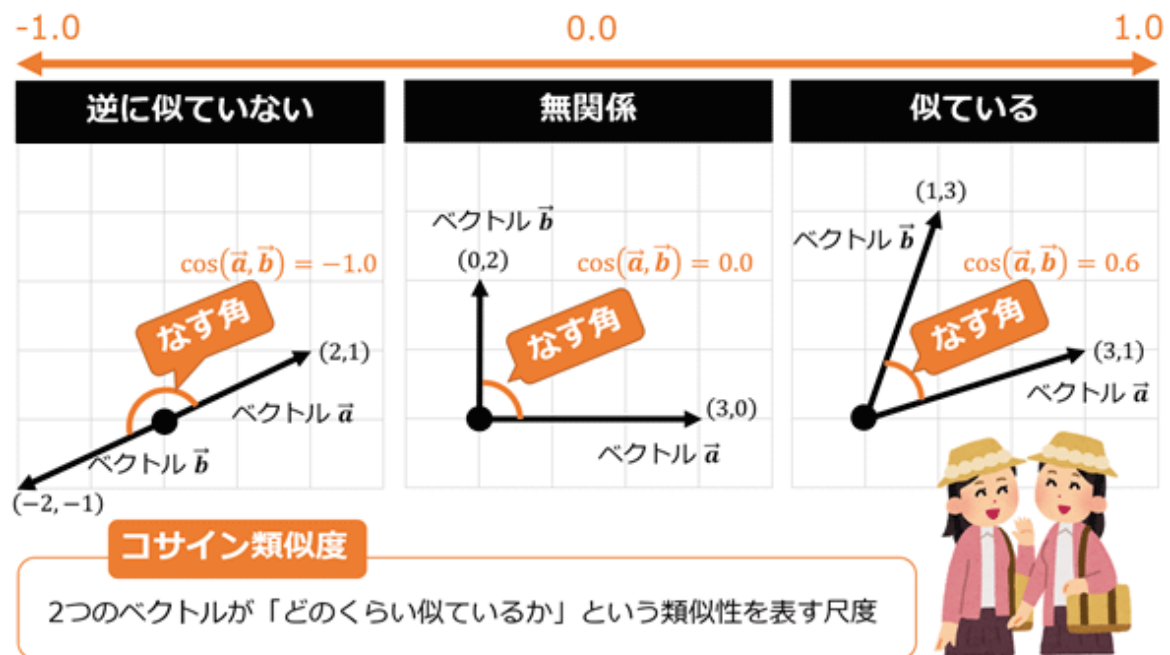 -1.0 0.0 1.0
逆に似ていない
ベクトル b⃗
cos(a⃗,b⃗) = −1.0
なす角
(2,1)
ベクトル a⃗
ベクトル b⃗
(−2,−1)
無関係
ベクトル b⃗
(0,2)
cos(a⃗,b⃗) = 0.0
なす角
(3,0)
ベクトル a⃗
似ている
(1,3)
ベクトル b⃗
cos(a⃗,b⃗) = 0.6
なす角
(3,1)
ベクトル a⃗
コサイン類似度
2つのベクトルが「どのくらい似ているか」という類似性を表す尺度